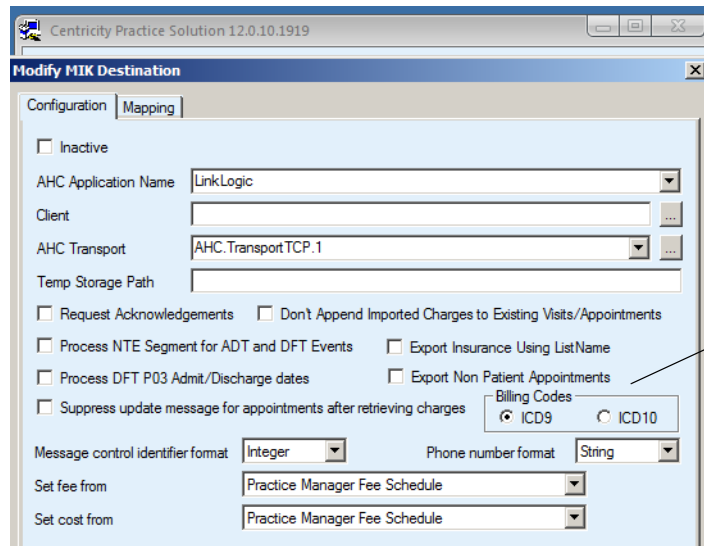 Centricity Practice Solution 12.0.10.1919
Modify MIK Destination
Configuration Mapping
Inactive
AHC Application Name LinkLogic
Client ...
AHC Transport AHC.TransportTCP.1 ...
Temp Storage Path
Request Acknowledgements Don't Append Imported Charges to Existing Visits/Appointments
Process NTE Segment for ADT and DFT Events Export Insurance Using ListName
Process DFT P03 Admit/Discharge dates Export Non Patient Appointments
Billing Codes
Suppress update message for appointments after retrieving charges ICD9 ICD10
Message control identifier format Integer Phone number format String
Set fee from Practice Manager Fee Schedule
Set cost from Practice Manager Fee Schedule